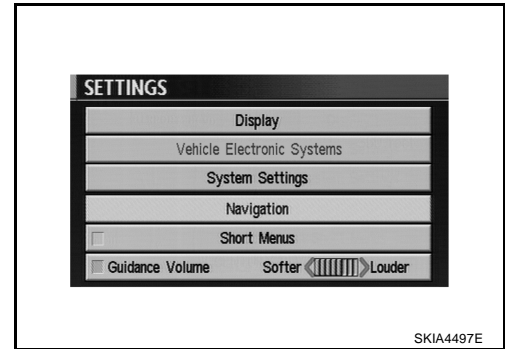 SETTINGS
Display
Vehicle Electronic Systems
System Settings
Navigation
Short Menus
Guidance Volume Softer Louder
SKIA4497E